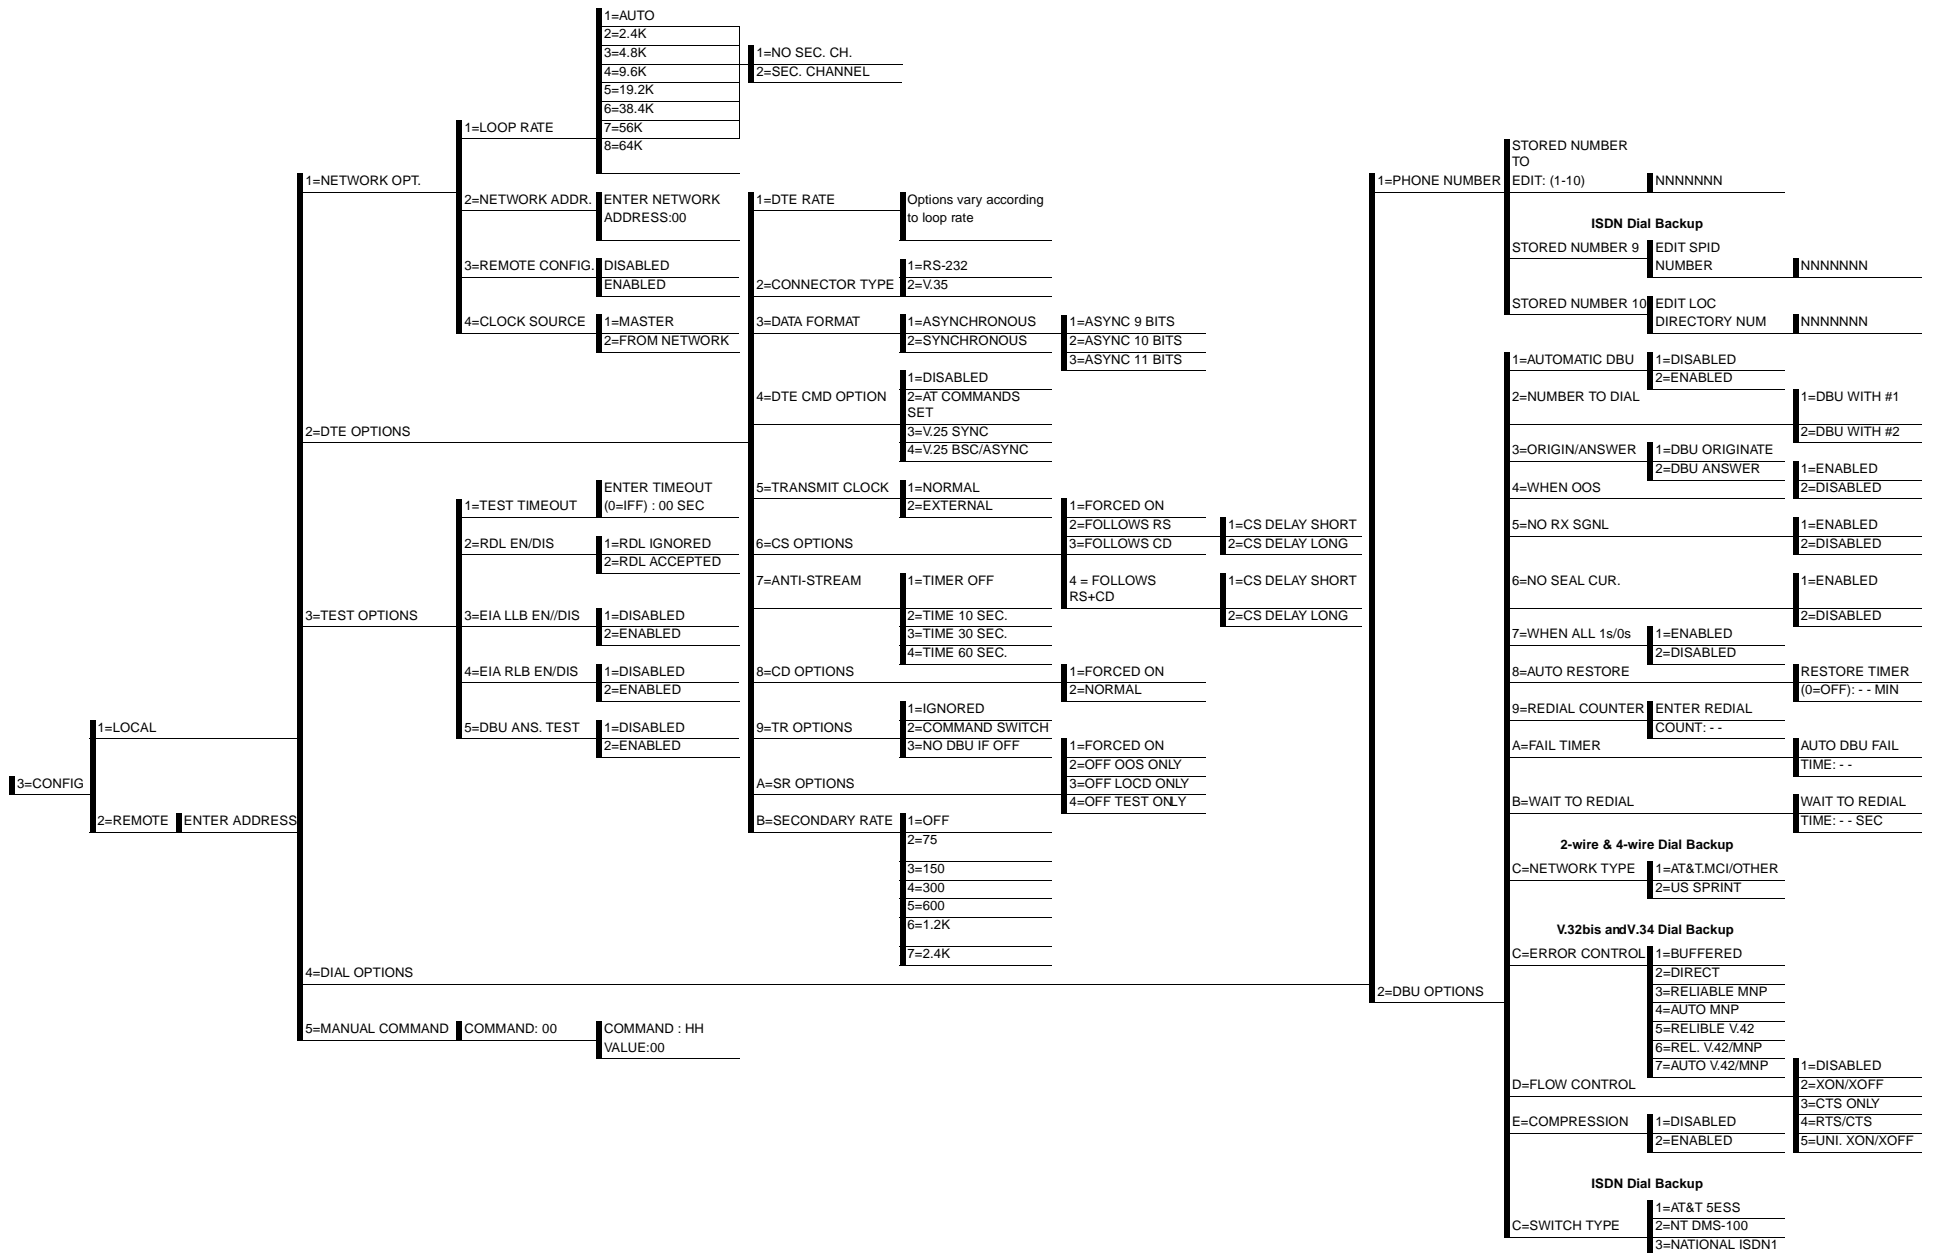 3=CONFIG
1=LOCAL
2=REMOTE
ENTER ADDRESS
1=NETWORK OPT.
1=LOOP RATE
1=AUTO
2=2.4K
3=4.8K
4=9.6K
5=19.2K
6=38.4K
7=56K
8=64K
1=NO SEC. CH.
2=SEC. CHANNEL
2=NETWORK ADDR.
ENTER NETWORK
ADDRESS:00
3=REMOTE CONFIG.
DISABLED
ENABLED
4=CLOCK SOURCE
1=MASTER
2=FROM NETWORK
2=DTE OPTIONS
1=DTE RATE
Options vary according
to loop rate
2=CONNECTOR TYPE
1=RS-232
2=V.35
3=DATA FORMAT
1=ASYNCHRONOUS
2=SYNCHRONOUS
1=ASYNC 9 BITS
2=ASYNC 10 BITS
3=ASYNC 11 BITS
4=DTE CMD OPTION
1=DISABLED
2=AT COMMANDS
SET
3=V.25 SYNC
4=V.25 BSC/ASYNC
5=TRANSMIT CLOCK
1=NORMAL
2=EXTERNAL
6=CS OPTIONS
1=FORCED ON
2=FOLLOWS RS
3=FOLLOWS CD
4 = FOLLOWS
RS+CD
1=CS DELAY SHORT
2=CS DELAY LONG
1=CS DELAY SHORT
2=CS DELAY LONG
7=ANTI-STREAM
1=TIMER OFF
2=TIME 10 SEC.
3=TIME 30 SEC.
4=TIME 60 SEC.
8=CD OPTIONS
1=FORCED ON
2=NORMAL
9=TR OPTIONS
1=IGNORED
2=COMMAND SWITCH
3=NO DBU IF OFF
A=SR OPTIONS
1=FORCED ON
2=OFF OOS ONLY
3=OFF LOCD ONLY
4=OFF TEST ONLY
B=SECONDARY RATE
1=OFF
2=75
3=150
4=300
5=600
6=1.2K
7=2.4K
3=TEST OPTIONS
1=TEST TIMEOUT
ENTER TIMEOUT
(0=IFF) : 00 SEC
2=RDL EN/DIS
1=RDL IGNORED
2=RDL ACCEPTED
3=EIA LLB EN//DIS
1=DISABLED
2=ENABLED
4=EIA RLB EN/DIS
1=DISABLED
2=ENABLED
5=DBU ANS. TEST
1=DISABLED
2=ENABLED
4=DIAL OPTIONS
1=PHONE NUMBER
STORED NUMBER
TO
EDIT: (1-10)
NNNNNNN
ISDN Dial Backup
STORED NUMBER 9
EDIT SPID
NUMBER
NNNNNNN
STORED NUMBER 10
EDIT LOC
DIRECTORY NUM
NNNNNNN
2=DBU OPTIONS
1=AUTOMATIC DBU
1=DISABLED
2=ENABLED
2=NUMBER TO DIAL
1=DBU WITH #1
2=DBU WITH #2
3=ORIGIN/ANSWER
1=DBU ORIGINATE
2=DBU ANSWER
4=WHEN OOS
1=ENABLED
2=DISABLED
5=NO RX SGNL
1=ENABLED
2=DISABLED
6=NO SEAL CUR.
1=ENABLED
2=DISABLED
7=WHEN ALL 1s/0s
1=ENABLED
2=DISABLED
8=AUTO RESTORE
RESTORE TIMER
(0=OFF): - - MIN
9=REDIAL COUNTER
ENTER REDIAL
COUNT: - -
A=FAIL TIMER
AUTO DBU FAIL
TIME: - -
B=WAIT TO REDIAL
WAIT TO REDIAL
TIME: - - SEC
2-wire & 4-wire Dial Backup
C=NETWORK TYPE
1=AT&T.MCI/OTHER
2=US SPRINT
V.32bis andV.34 Dial Backup
C=ERROR CONTROL
1=BUFFERED
2=DIRECT
3=RELIABLE MNP
4=AUTO MNP
5=RELIBLE V.42
6=REL. V.42/MNP
7=AUTO V.42/MNP
D=FLOW CONTROL
1=DISABLED
2=XON/XOFF
3=CTS ONLY
4=RTS/CTS
5=UNI. XON/XOFF
E=COMPRESSION
1=DISABLED
2=ENABLED
ISDN Dial Backup
C=SWITCH TYPE
1=AT&T 5ESS
2=NT DMS-100
3=NATIONAL ISDN1
5=MANUAL COMMAND
COMMAND: 00
COMMAND : HH
VALUE:00